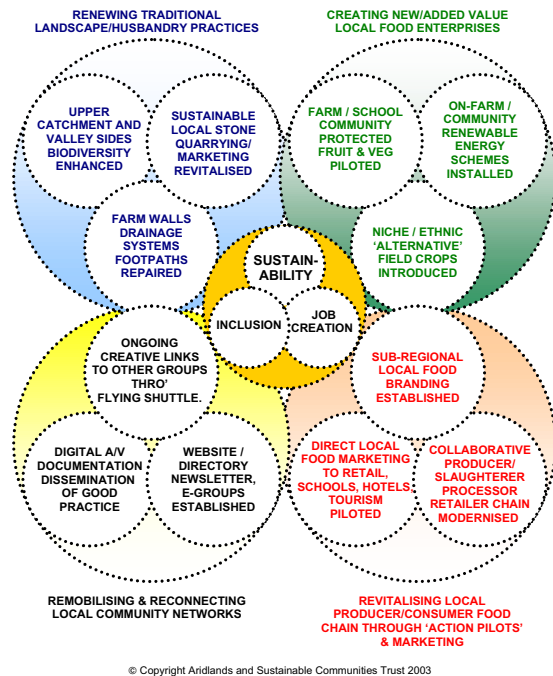 RENEWING TRADITIONAL
LANDSCAPE/HUSBANDRY PRACTICES
CREATING NEW/ADDED VALUE
LOCAL FOOD ENTERPRISES
UPPER
CATCHMENT AND
VALLEY SIDES
BIODIVERSITY
ENHANCED
SUSTAINABLE
LOCAL STONE
QUARRYING/
MARKETING
REVITALISED
FARM WALLS
DRAINAGE
SYSTEMS
FOOTPATHS
REPAIRED
FARM / SCHOOL
COMMUNITY
PROTECTED
FRUIT & VEG
PILOTED
ON-FARM /
COMMUNITY
RENEWABLE
ENERGY
SCHEMES
INSTALLED
NICHE / ETHNIC
‘ALTERNATIVE’
FIELD CROPS
INTRODUCED
SUSTAIN-
ABILITY
INCLUSION
JOB
CREATION
ONGOING
CREATIVE LINKS
TO OTHER GROUPS
THRO’
FLYING SHUTTLE.
DIGITAL A/V
DOCUMENTATION
DISSEMINATION
OF GOOD
PRACTICE
WEBSITE /
DIRECTORY
NEWSLETTER,
E-GROUPS
ESTABLISHED
SUB-REGIONAL
LOCAL FOOD
BRANDING
ESTABLISHED
DIRECT LOCAL
FOOD MARKETING
TO RETAIL,
SCHOOLS, HOTELS,
TOURISM
PILOTED
COLLABORATIVE
PRODUCER/
SLAUGHTERER
PROCESSOR
RETAILER CHAIN
MODERNISED
REMOBILISING & RECONNECTING
LOCAL COMMUNITY NETWORKS
REVITALISING LOCAL
PRODUCER/CONSUMER FOOD
CHAIN THROUGH ‘ACTION PILOTS’
& MARKETING
© Copyright Aridlands and Sustainable Communities Trust 2003